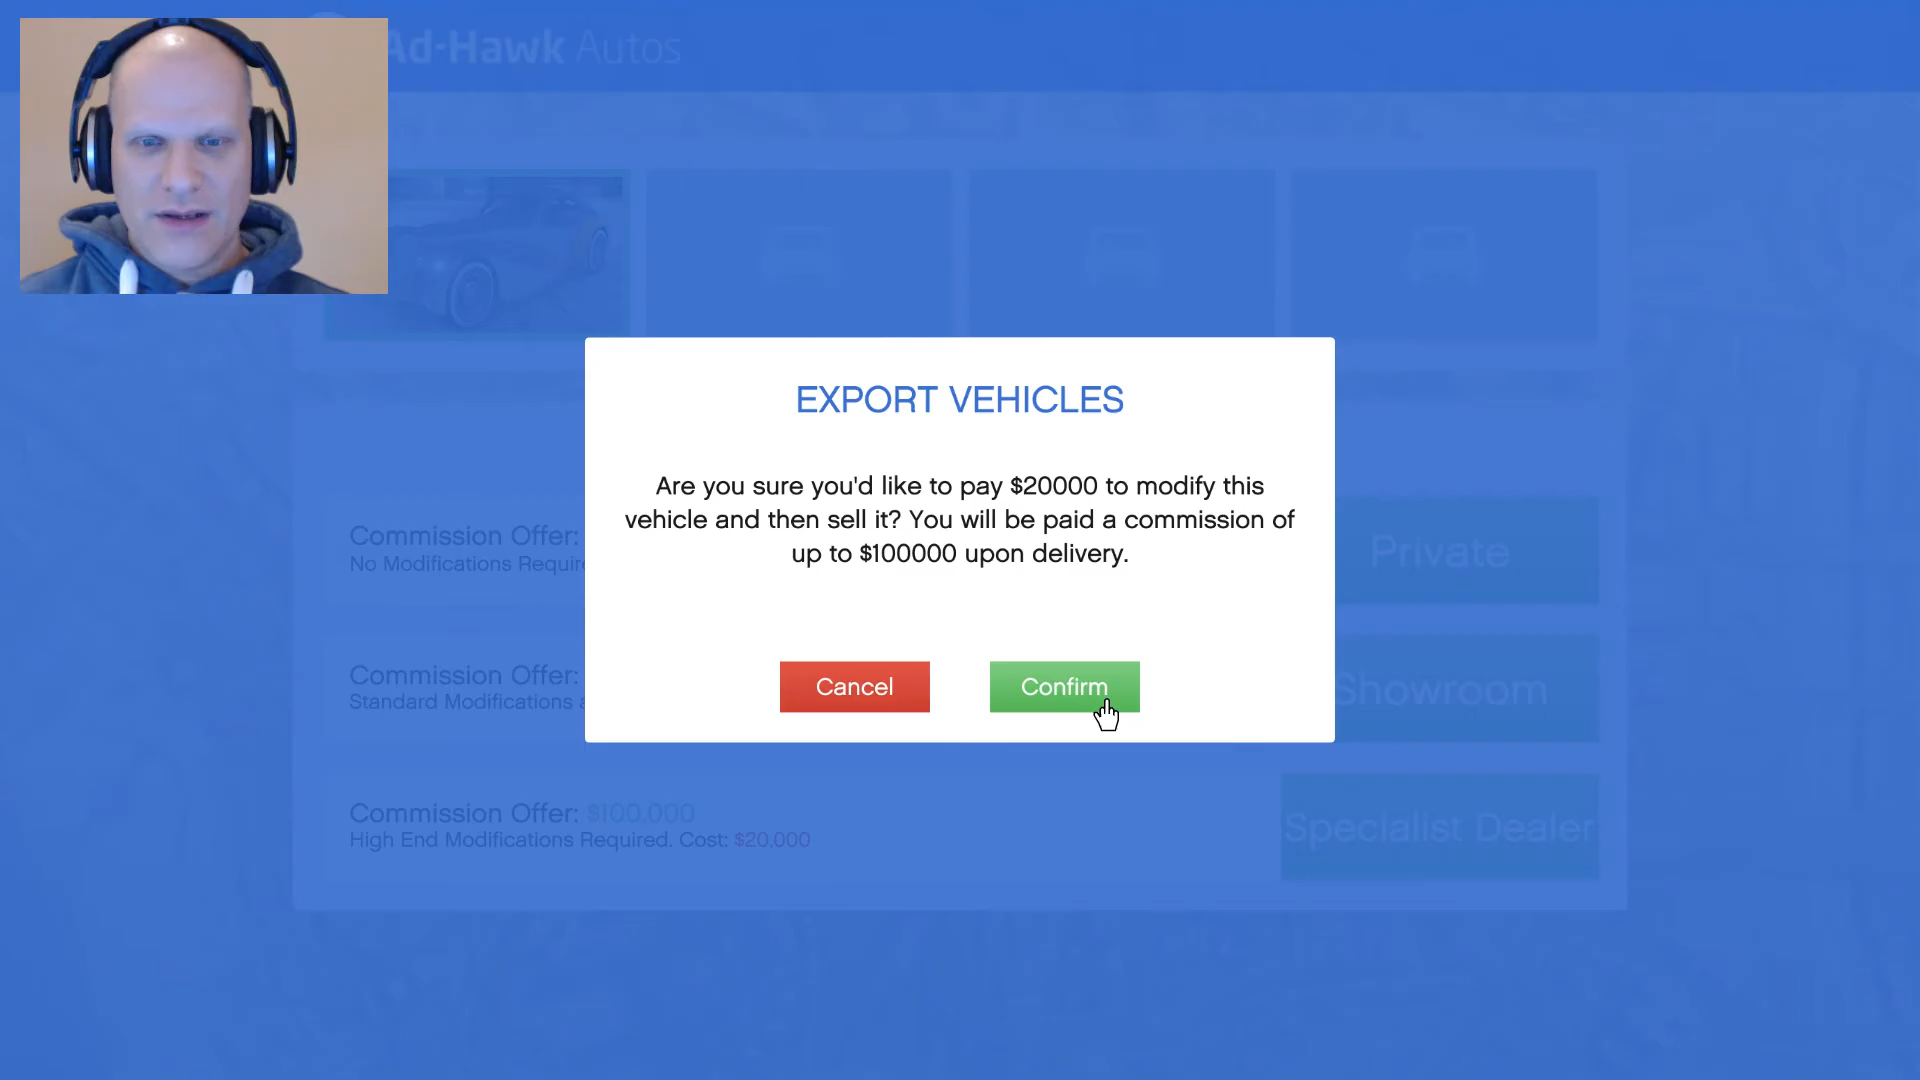 Ad-Hawk Autos
EXPORT VEHICLES
Are you sure you'd like to pay $20000 to modify this
vehicle and then sell it? You will be paid a commission of
up to $100000 upon delivery.
Cancel
Confirm
Commission Offer:
No Modifications
Private
Commission Offer:
Standard Modifications
Showroom
Commission Offer: $100,000
High End Modifications Required. Cost: $20,000
Specialist Dealer